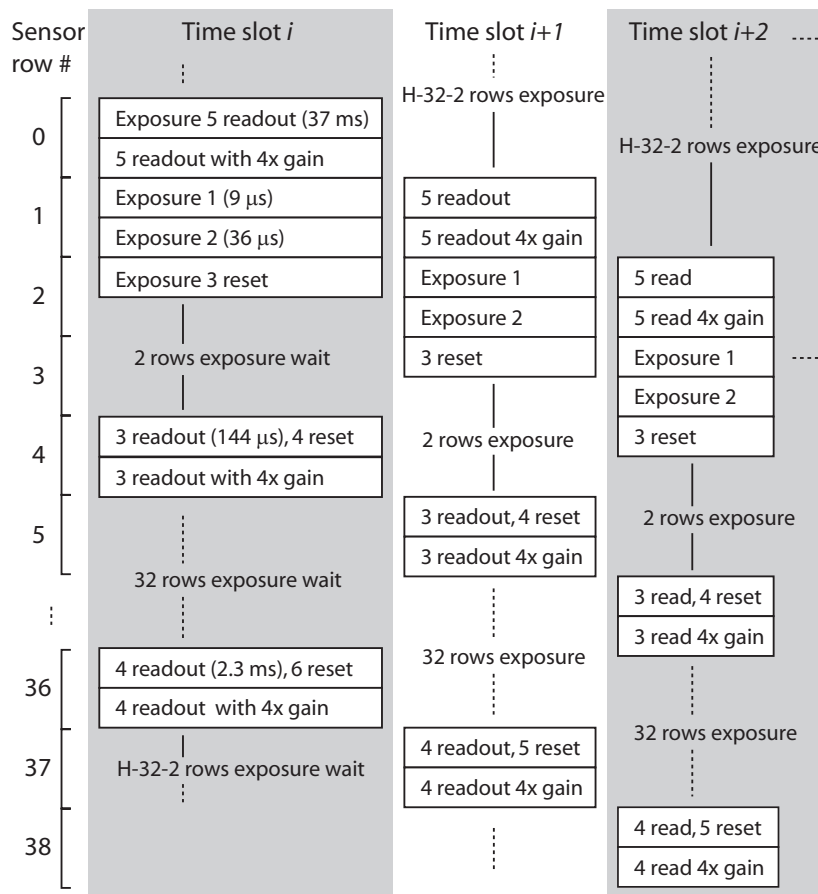 Sensor
row #
0
1
2
3
4
5
36
37
38
Time slot i
Exposure 5 readout (37 ms)
5 readout with 4x gain
Exposure 1 (9 μs)
Exposure 2 (36 μs)
Exposure 3 reset
2 rows exposure wait
3 readout (144 μs), 4 reset
3 readout with 4x gain
32 rows exposure wait
4 readout (2.3 ms), 6 reset
4 readout with 4x gain
H-32-2 rows exposure wait
Time slot i+1
H-32-2 rows exposure
5 readout
5 readout 4x gain
Exposure 1
Exposure 2
3 reset
2 rows exposure
3 readout, 4 reset
3 readout 4x gain
32 rows exposure
4 readout, 5 reset
4 readout 4x gain
Time slot i+2
H-32-2 rows exposure
5 read
5 read 4x gain
Exposure 1
Exposure 2
3 reset
2 rows exposure
3 read, 4 reset
3 read 4x gain
32 rows exposure
4 read, 5 reset
4 read 4x gain